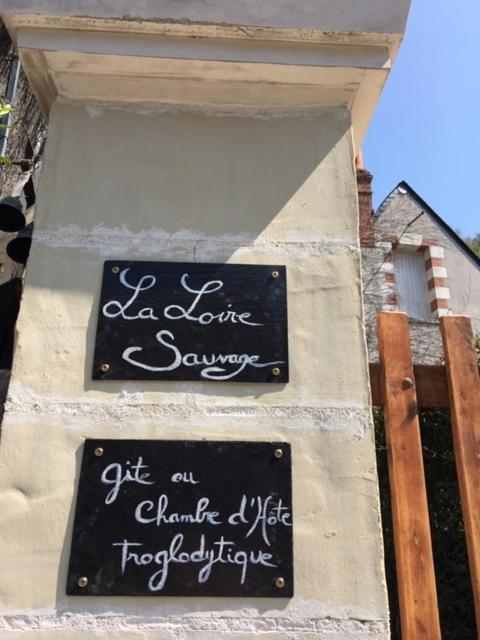 La Loire
Sauvage
gîte ou
Chambre d'Hôte
Troglodytique